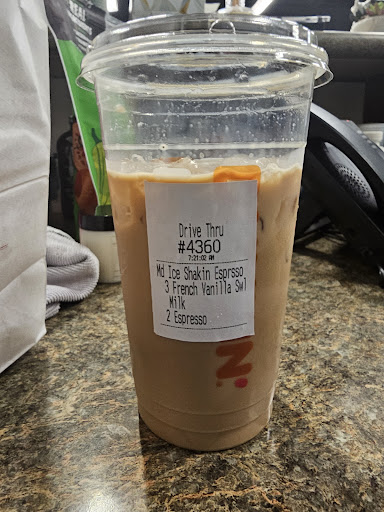 Drive Thru
#4360
7:21:02 AM
Md Ice Shakin Esprsso
3 French Vanilla Swl
Milk
2 Espresso